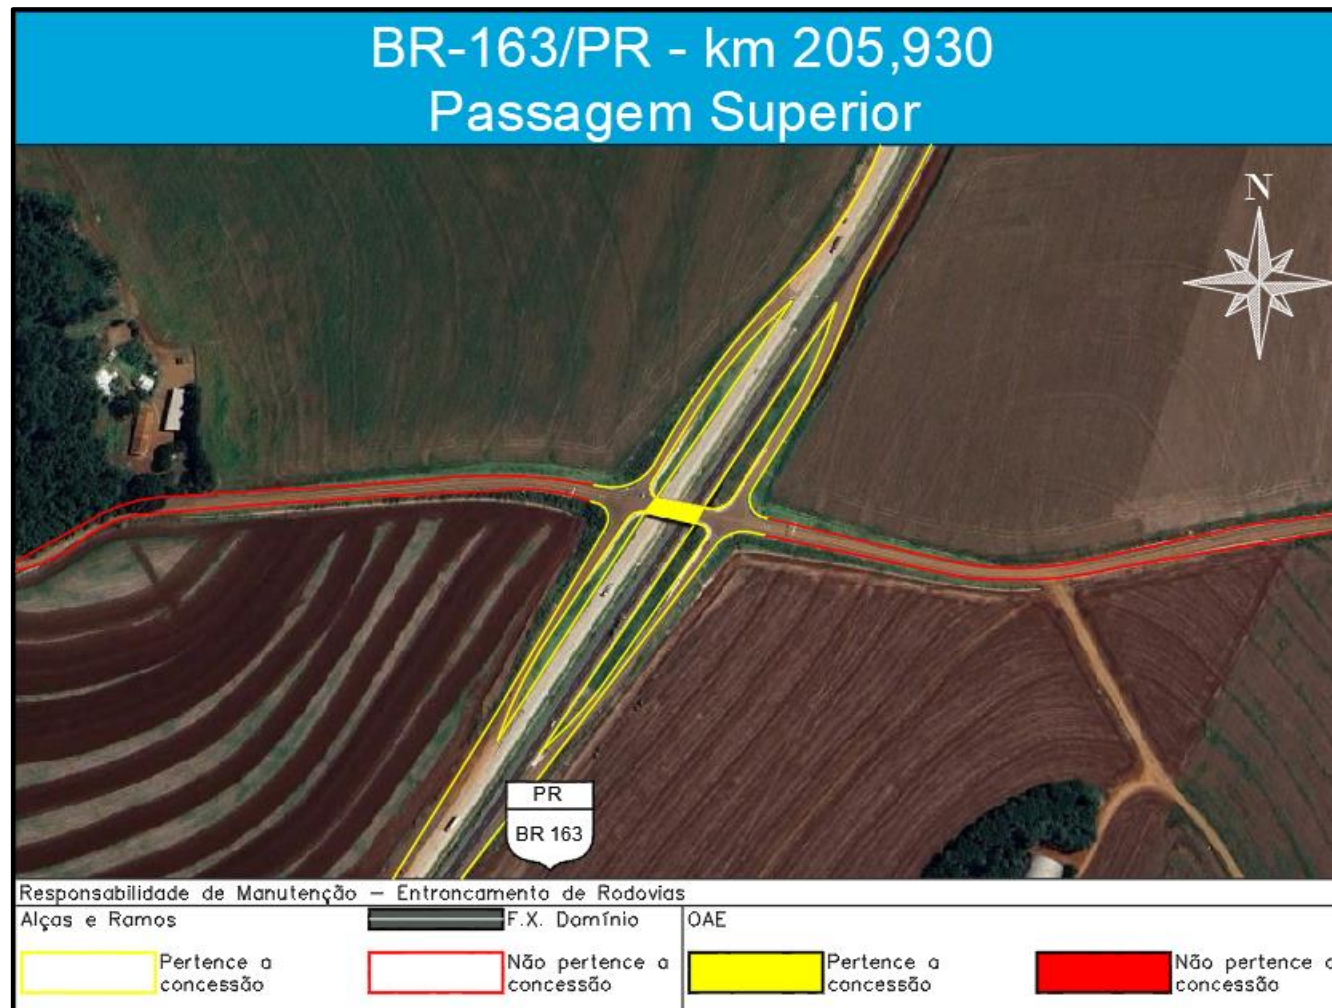 BR-163/PR - km 205,930
Passagem Superior
N
PR
BR 163
Responsabilidade de Manutenção – Entroncamento de Rodovias
Alças e Ramos
F.X. Domínio
OAE
Pertence a
concessão
Não pertence a
concessão
Pertence a
concessão
Não pertence a
concessão